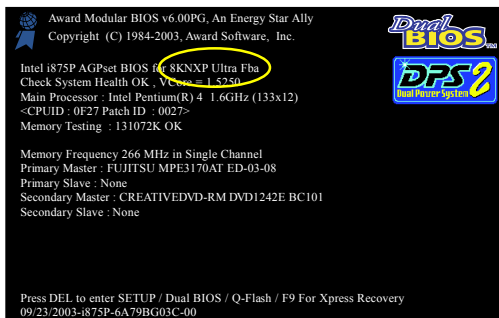 Award Modular BIOS v6.00PG, An Energy Star Ally
Copyright (C) 1984-2003, Award Software, Inc.
Dual
BIOS
TM
Intel i875P AGPset BIOS for 8KNXP Ultra Fba
Check System Health OK , VCore = 1.5250
Main Processor : Intel Pentium(R) 4 1.6GHz (133x12)
<CPUID : 0F27 Patch ID : 0027>
Memory Testing : 131072K OK
DPS 2
Dual Power System
Memory Frequency 266 MHz in Single Channel
Primary Master : FUJITSU MPE3170AT ED-03-08
Primary Slave : None
Secondary Master : CREATIVEDVD-RM DVD1242E BC101
Secondary Slave : None
Press DEL to enter SETUP / Dual BIOS / Q-Flash / F9 For Xpress Recovery
09/23/2003-i875P-6A79BG03C-00